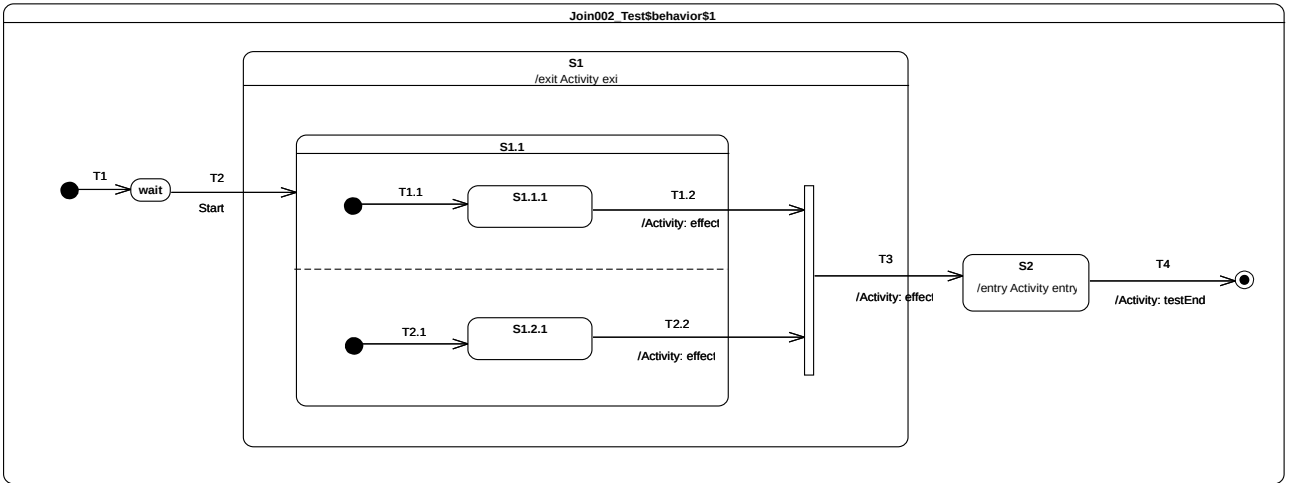 Join002_Test$behavior$1
S1
/exit Activity exi
S1.1
T1
wait
T2
Start
T1.1
S1.1.1
T1.2
/Activity: effect
T2.1
S1.2.1
T2.2
/Activity: effect
T3
/Activity: effect
S2
/entry Activity entry
T4
/Activity: testEnd